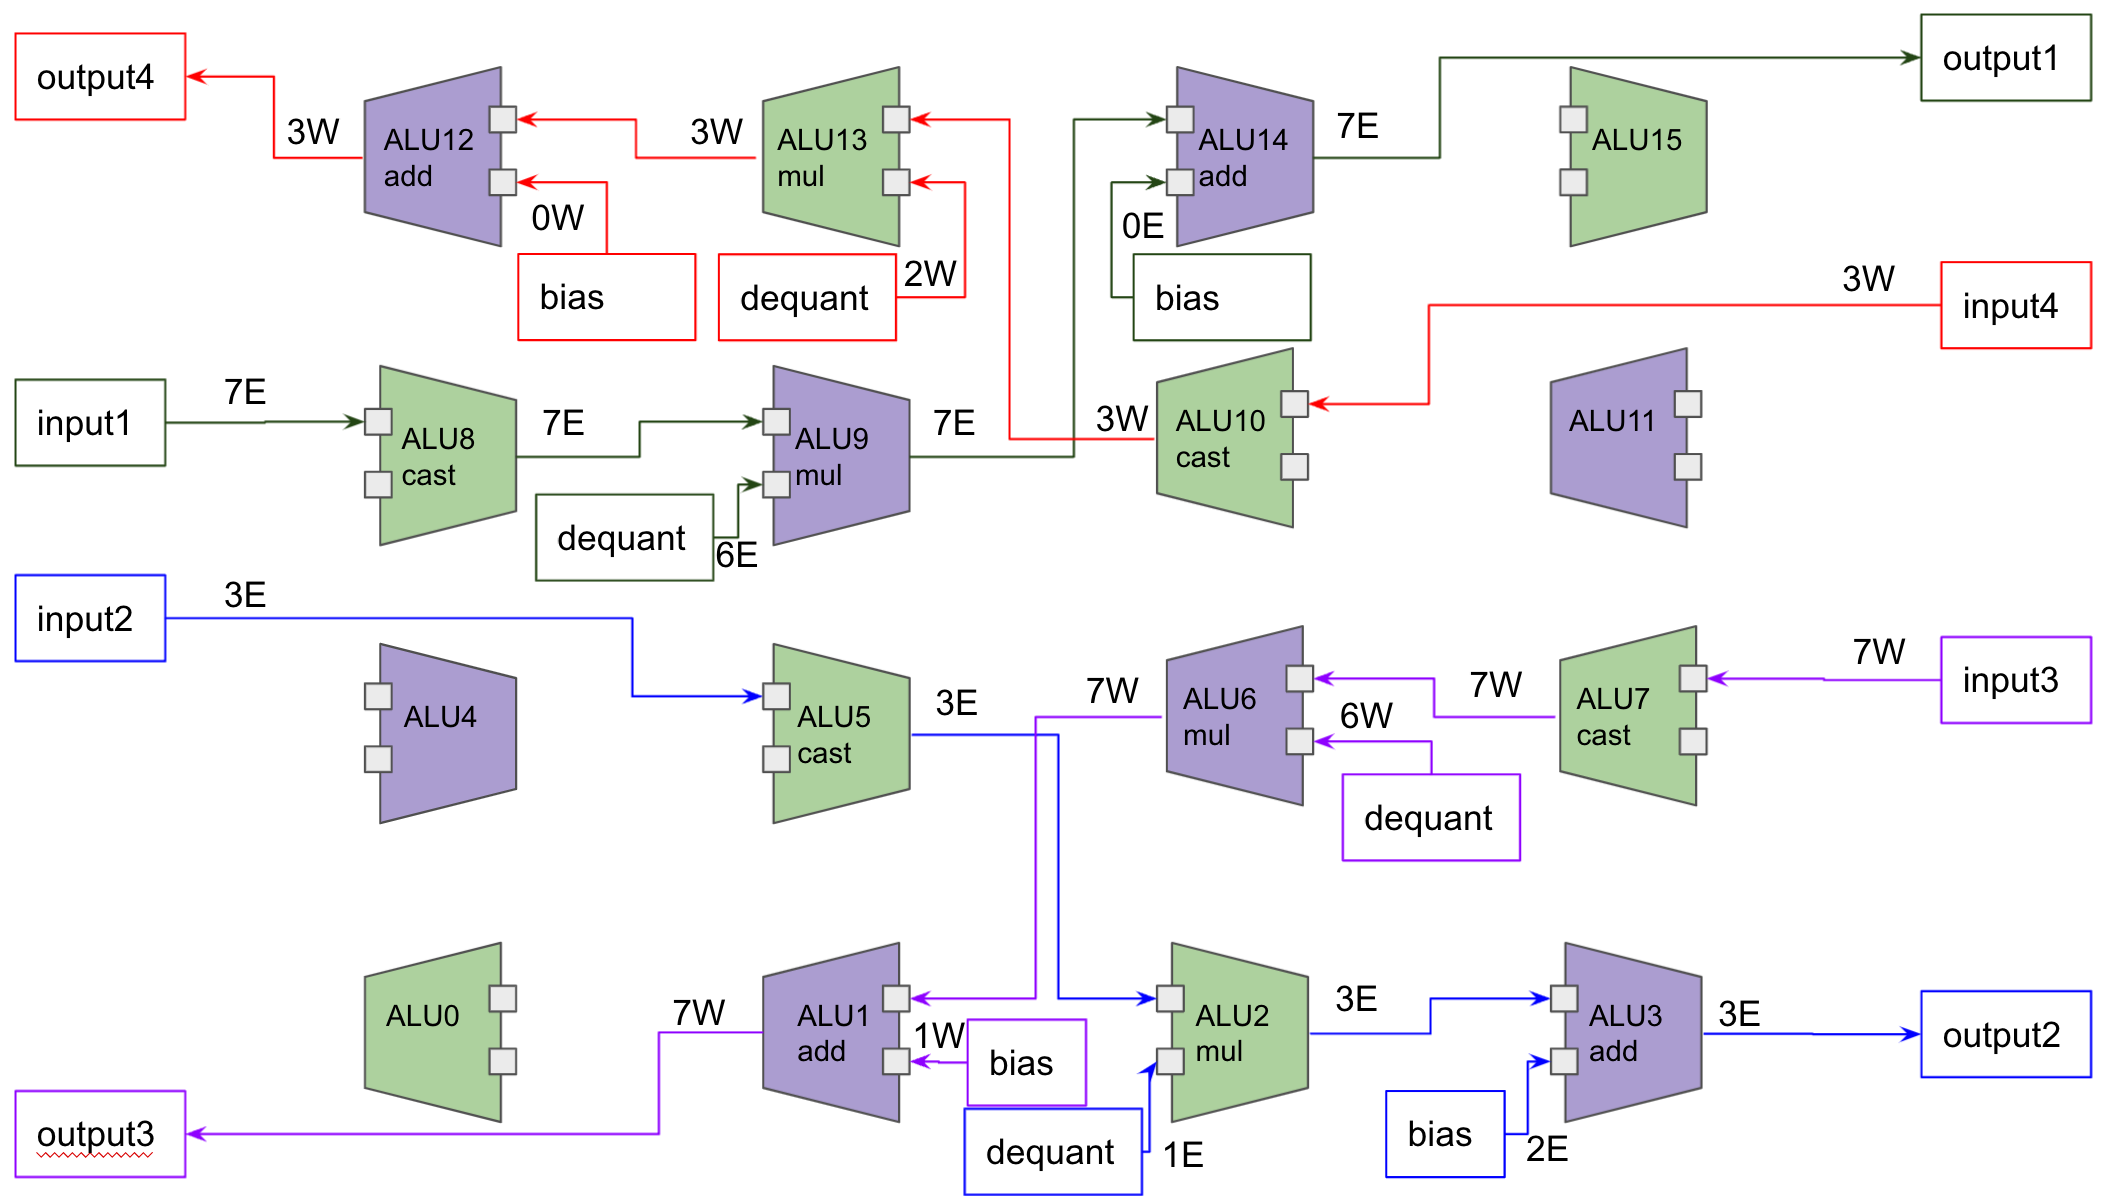 output4
3W
ALU12
add
0W
bias
3W
ALU13
mul
dequant
2W
ALU14
add
0E
bias
7E
ALU15
output1
3W
input4
input1
7E
ALU8
cast
7E
dequant
6E
ALU9
mul
7E
3W
ALU10
cast
ALU11
input2
3E
ALU4
ALU5
cast
3E
7W
ALU6
mul
6W
dequant
7W
ALU7
cast
7W
input3
output3
ALU0
7W
ALU1
add
1W
bias
dequant
1E
ALU2
mul
3E
bias
2E
ALU3
add
3E
output2